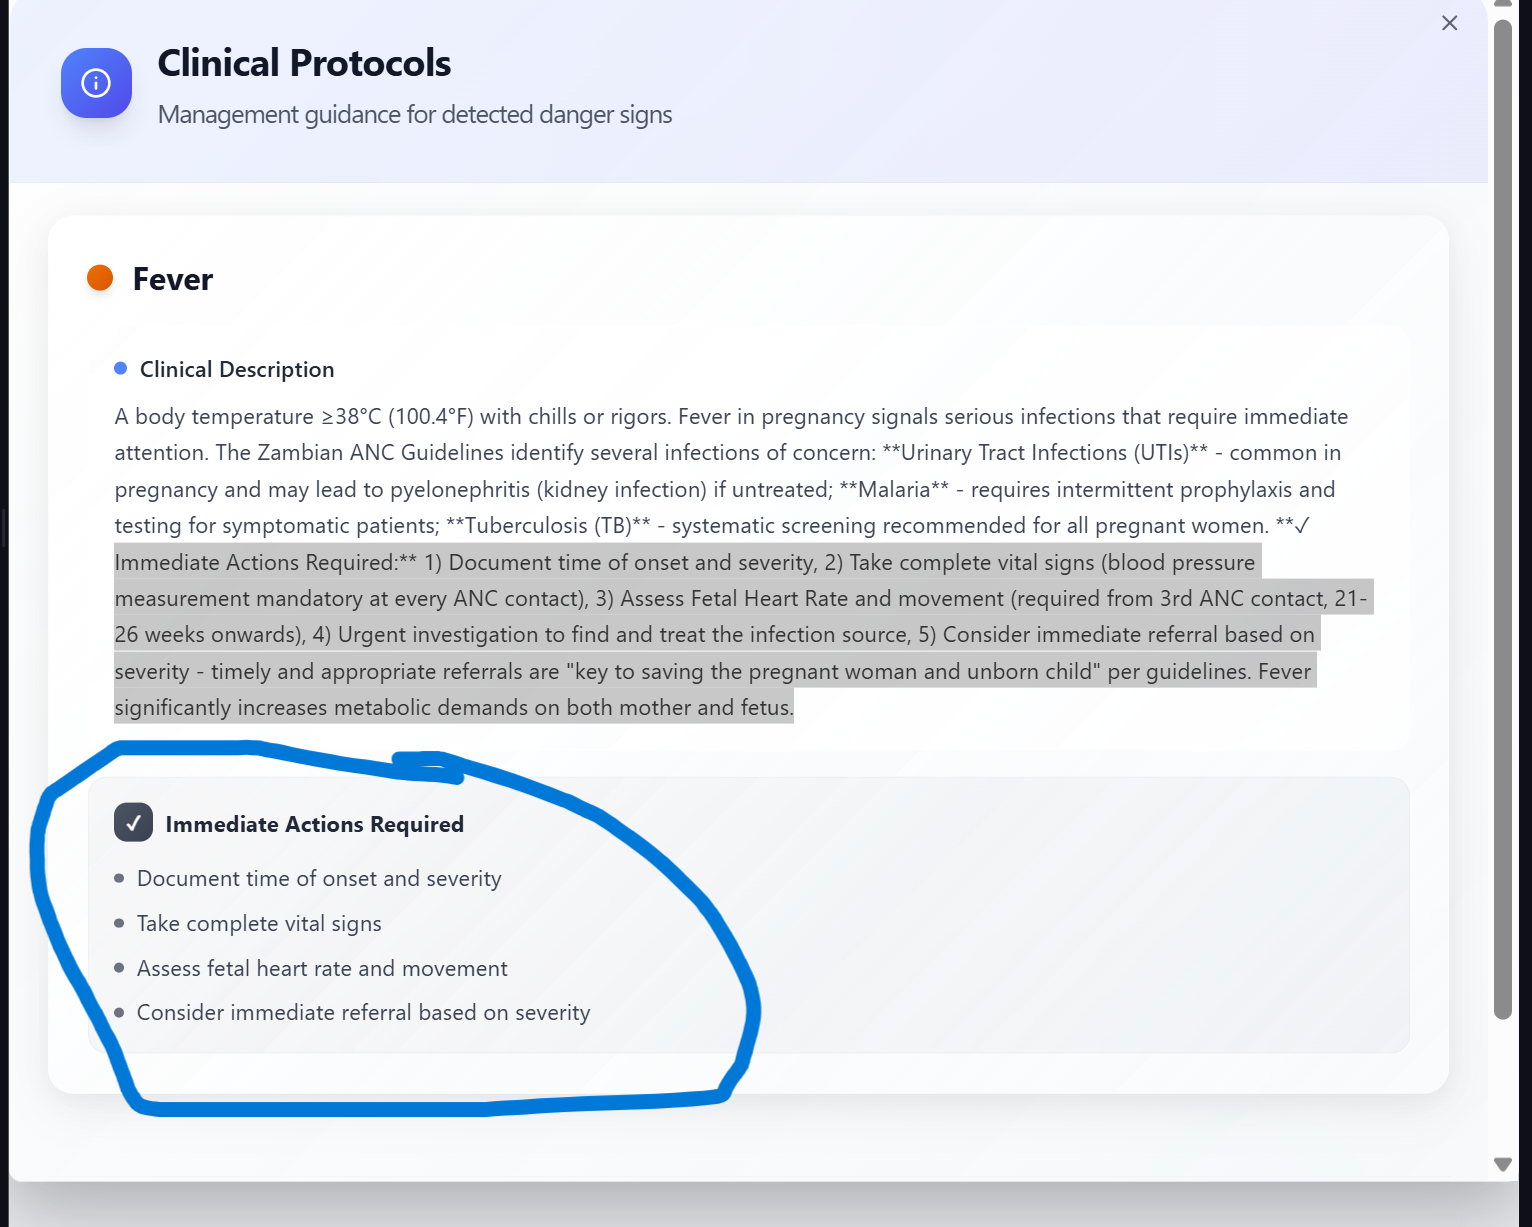 Clinical Protocols
Management guidance for detected danger signs
Fever
Clinical Description
A body temperature ≥38°C (100.4°F) with chills or rigors. Fever in pregnancy signals serious infections that require immediate
attention. The Zambian ANC Guidelines identify several infections of concern: **Urinary Tract Infections (UTIs)** - common in
pregnancy and may lead to pyelonephritis (kidney infection) if untreated; **Malaria** - requires intermittent prophylaxis and
testing for symptomatic patients; **Tuberculosis (TB)** - systematic screening recommended for all pregnant women. **✓
Immediate Actions Required:** 1) Document time of onset and severity, 2) Take complete vital signs (blood pressure
measurement mandatory at every ANC contact), 3) Assess Fetal Heart Rate and movement (required from 3rd ANC contact, 21-
26 weeks onwards), 4) Urgent investigation to find and treat the infection source, 5) Consider immediate referral based on
severity - timely and appropriate referrals are "key to saving the pregnant woman and unborn child" per guidelines. Fever
significantly increases metabolic demands on both mother and fetus.
✓ Immediate Actions Required
Document time of onset and severity
Take complete vital signs
Assess fetal heart rate and movement
Consider immediate referral based on severity